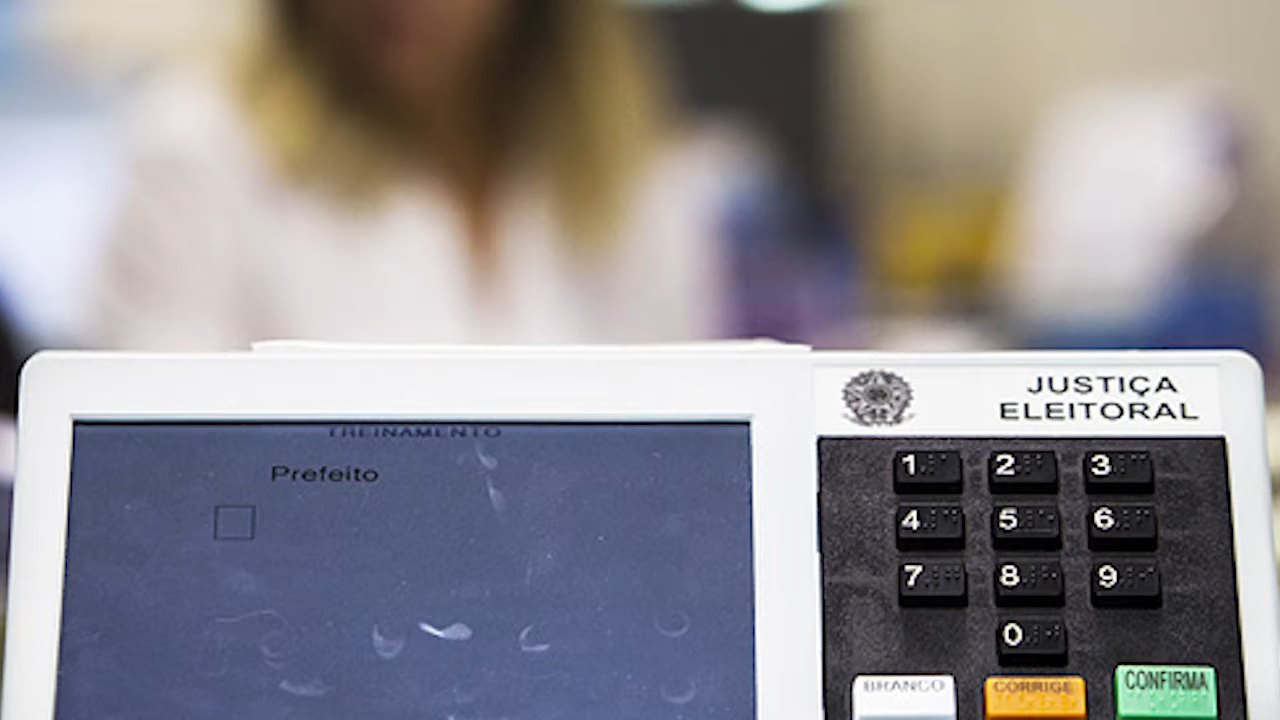 JUSTIÇA
ELEITORAL
TREINAMENTO
Prefeito
1 2 3
4 5 6
7 8 9
0
BRANCO CORRIGE CONFIRMA